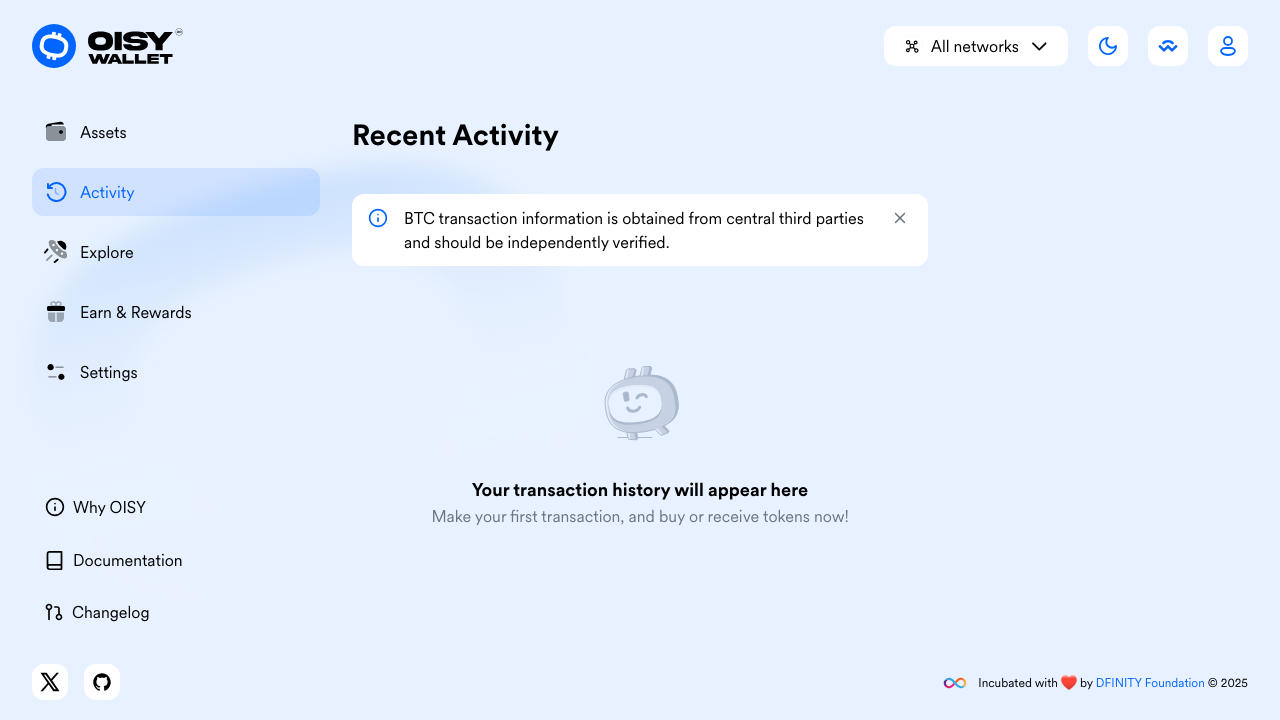 OISY
WALLET
All networks
Assets
Activity
Explore
Earn & Rewards
Settings
Why OISY
Documentation
Changelog
Recent Activity
BTC transaction information is obtained from central third parties
and should be independently verified.
Your transaction history will appear here
Make your first transaction, and buy or receive tokens now!
Incubated with ❤️ by DFINITY Foundation © 2025